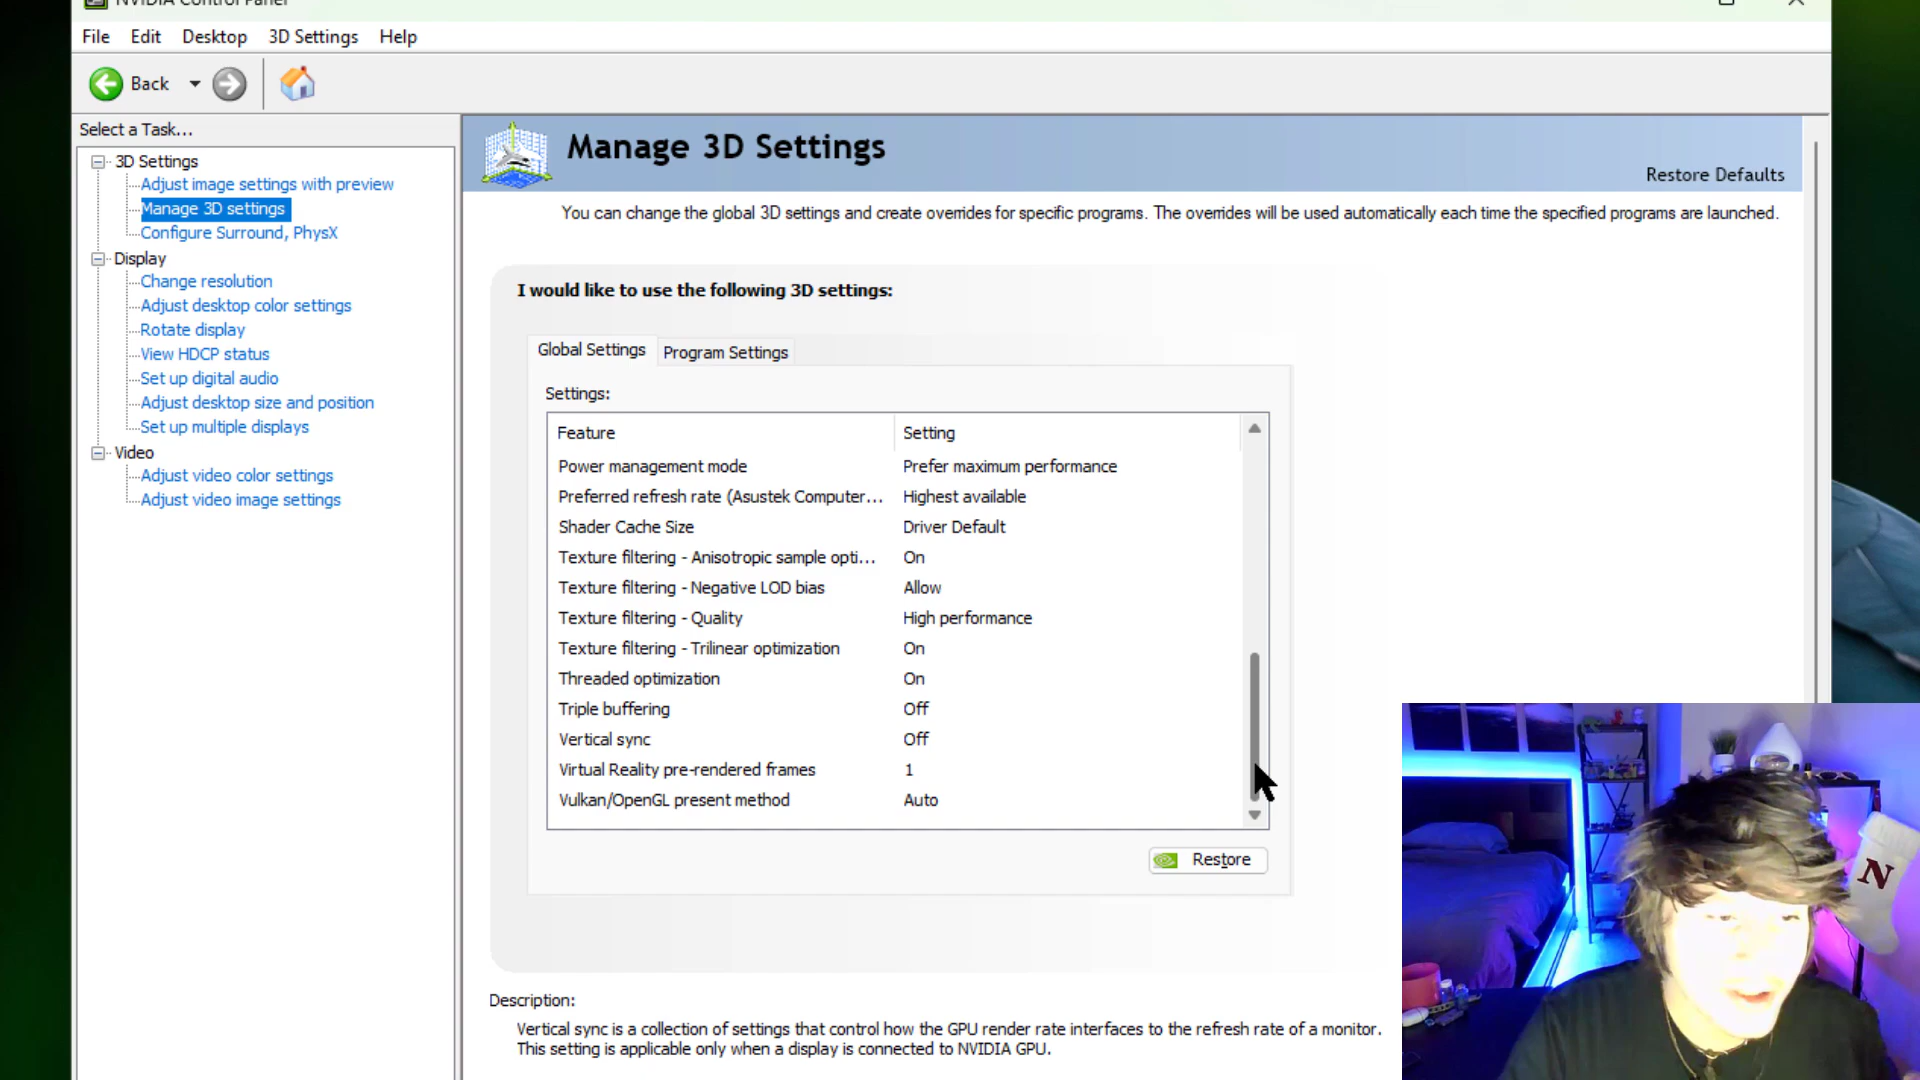 NVIDIA Control Panel
File Edit Desktop 3D Settings Help
Back
Select a Task...
3D Settings
Adjust image settings with preview
Manage 3D settings
Configure Surround, PhysX
Display
Change resolution
Adjust desktop color settings
Rotate display
View HDCP status
Set up digital audio
Adjust desktop size and position
Set up multiple displays
Video
Adjust video color settings
Adjust video image settings
Manage 3D Settings
Restore Defaults
You can change the global 3D settings and create overrides for specific programs. The overrides will be used automatically each time the specified programs are launched.
I would like to use the following 3D settings:
Global Settings Program Settings
Settings:
Feature Setting
Power management mode Prefer maximum performance
Preferred refresh rate (Asustek Computer... Highest available
Shader Cache Size Driver Default
Texture filtering - Anisotropic sample opti... On
Texture filtering - Negative LOD bias Allow
Texture filtering - Quality High performance
Texture filtering - Trilinear optimization On
Threaded optimization On
Triple buffering Off
Vertical sync Off
Virtual Reality pre-rendered frames 1
Vulkan/OpenGL present method Auto
Restore
Description:
Vertical sync is a collection of settings that control how the GPU render rate interfaces to the refresh rate of a monitor.
This setting is applicable only when a display is connected to NVIDIA GPU.
N